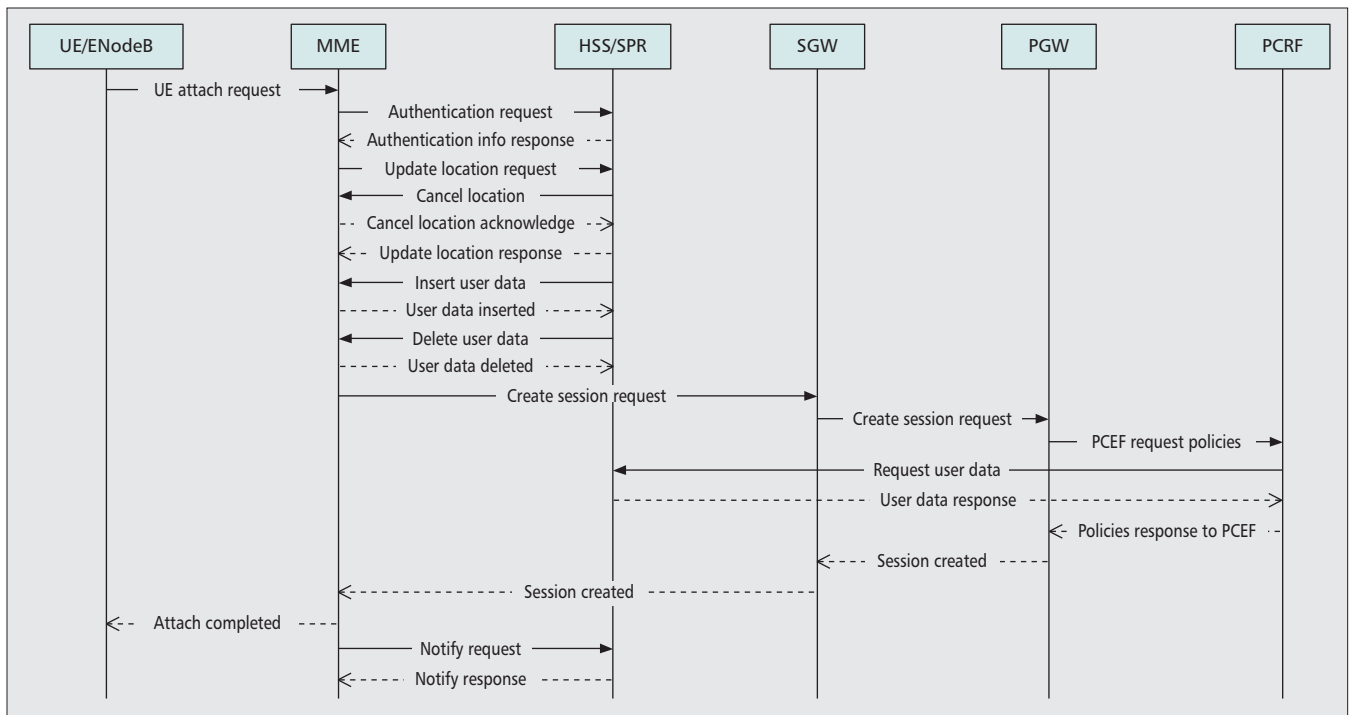 UE/ENodeB
MME
HSS/SPR
SGW
PGW
PCRF
UE attach request
Authentication request
Authentication info response
Update location request
Cancel location
Cancel location acknowledge
Update location response
Insert user data
User data inserted
Delete user data
User data deleted
Create session request
Create session request
PCEF request policies
Request user data
User data response
Policies response to PCEF
Session created
Session created
Attach completed
Notify request
Notify response